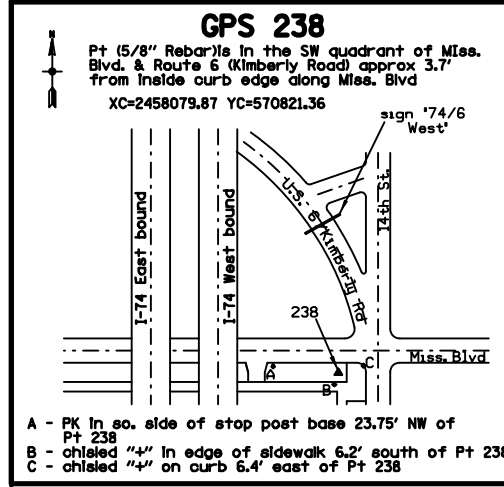 GPS 238
N
Pt (5/8" Rebar)is in the SW quadrant of Miss.
Blvd. & Route 6 (Kimberly Road) approx 3.7'
from inside curb edge along Miss. Blvd
XC=2458079.87 YC=570821.36
sign '74/6
West'
U.S. 6/Kimberly Rd
14th St.
I-74 East bound
I-74 West bound
238
Miss. Blvd
A
C
B
A - PK in so. side of stop post base 23.75' NW of
Pt 238
B - chisled "+" in edge of sidewalk 6.2' south of Pt 238
C - chisled "+" on curb 6.4' east of Pt 238